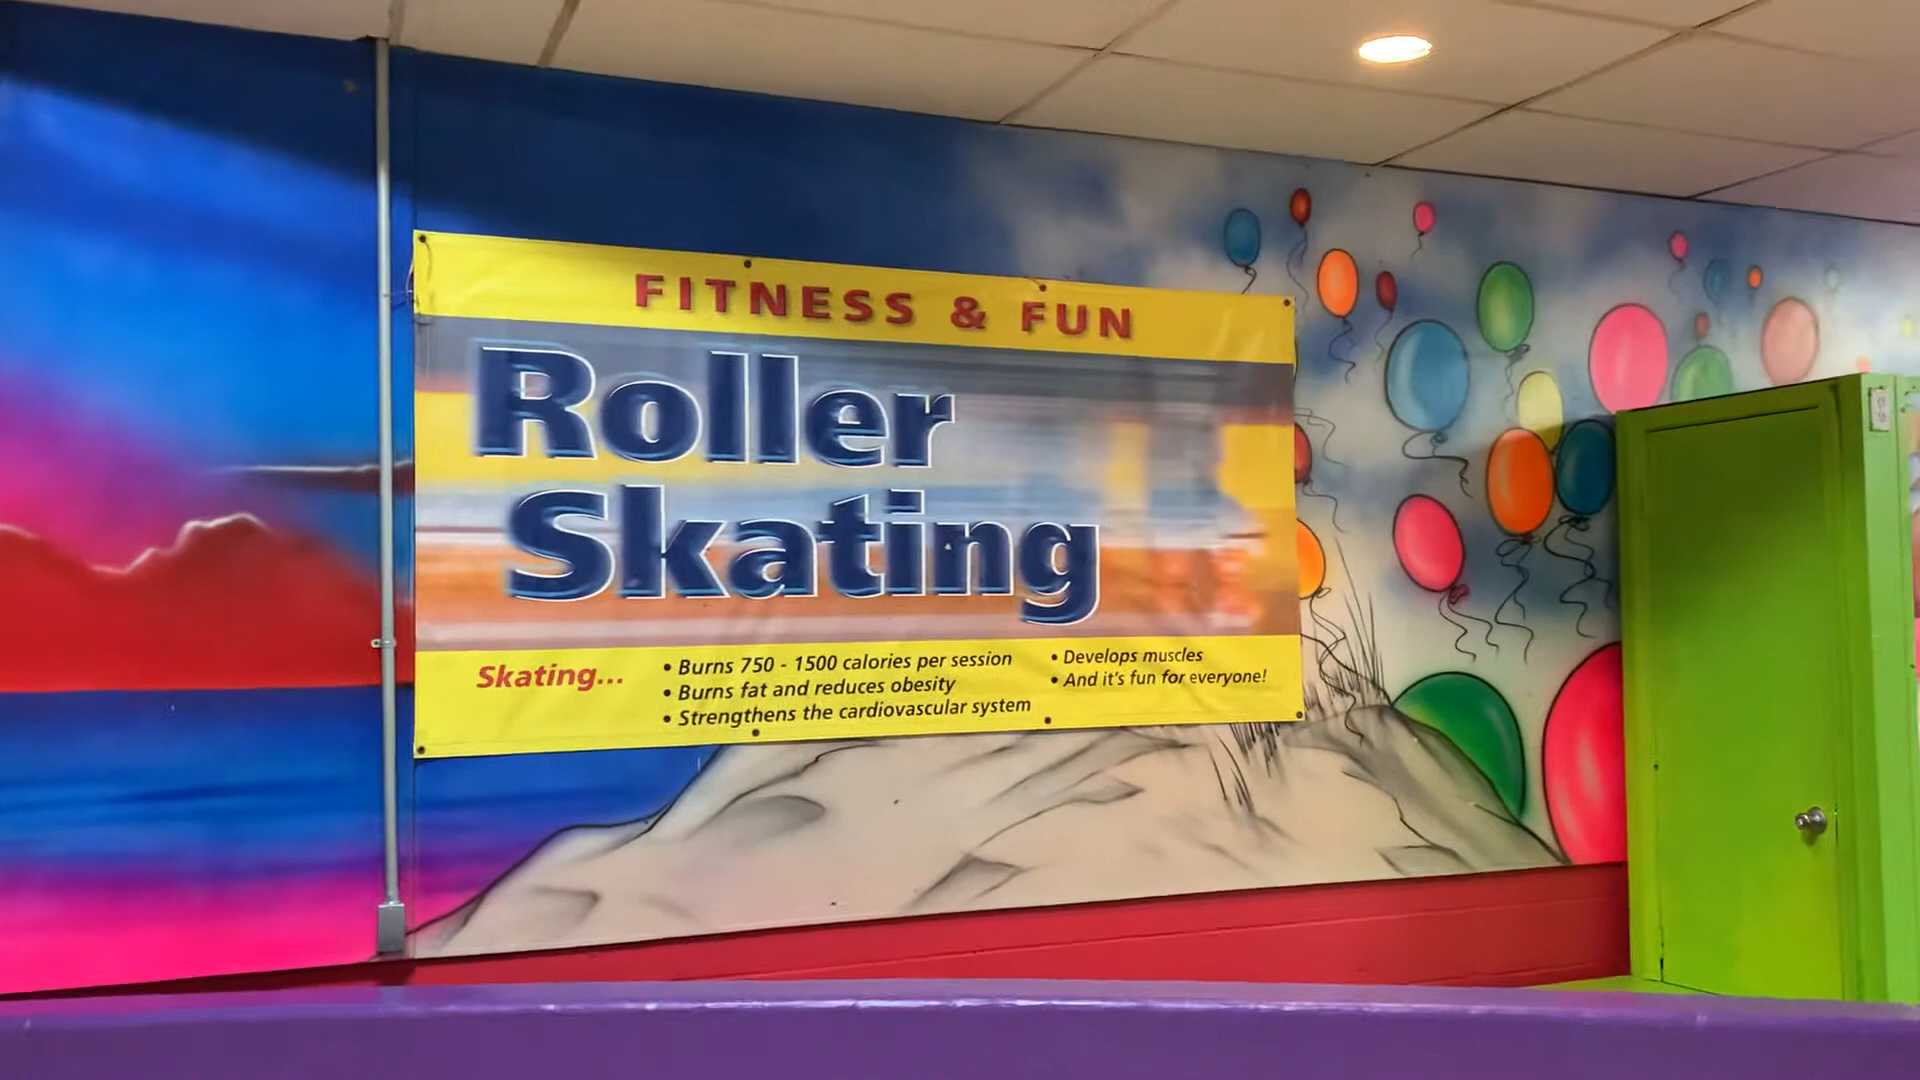 FITNESS & FUN
Roller
Skating
Skating...
• Burns 750 - 1500 calories per session
• Burns fat and reduces obesity
• Strengthens the cardiovascular system
• Develops muscles
• And it's fun for everyone!